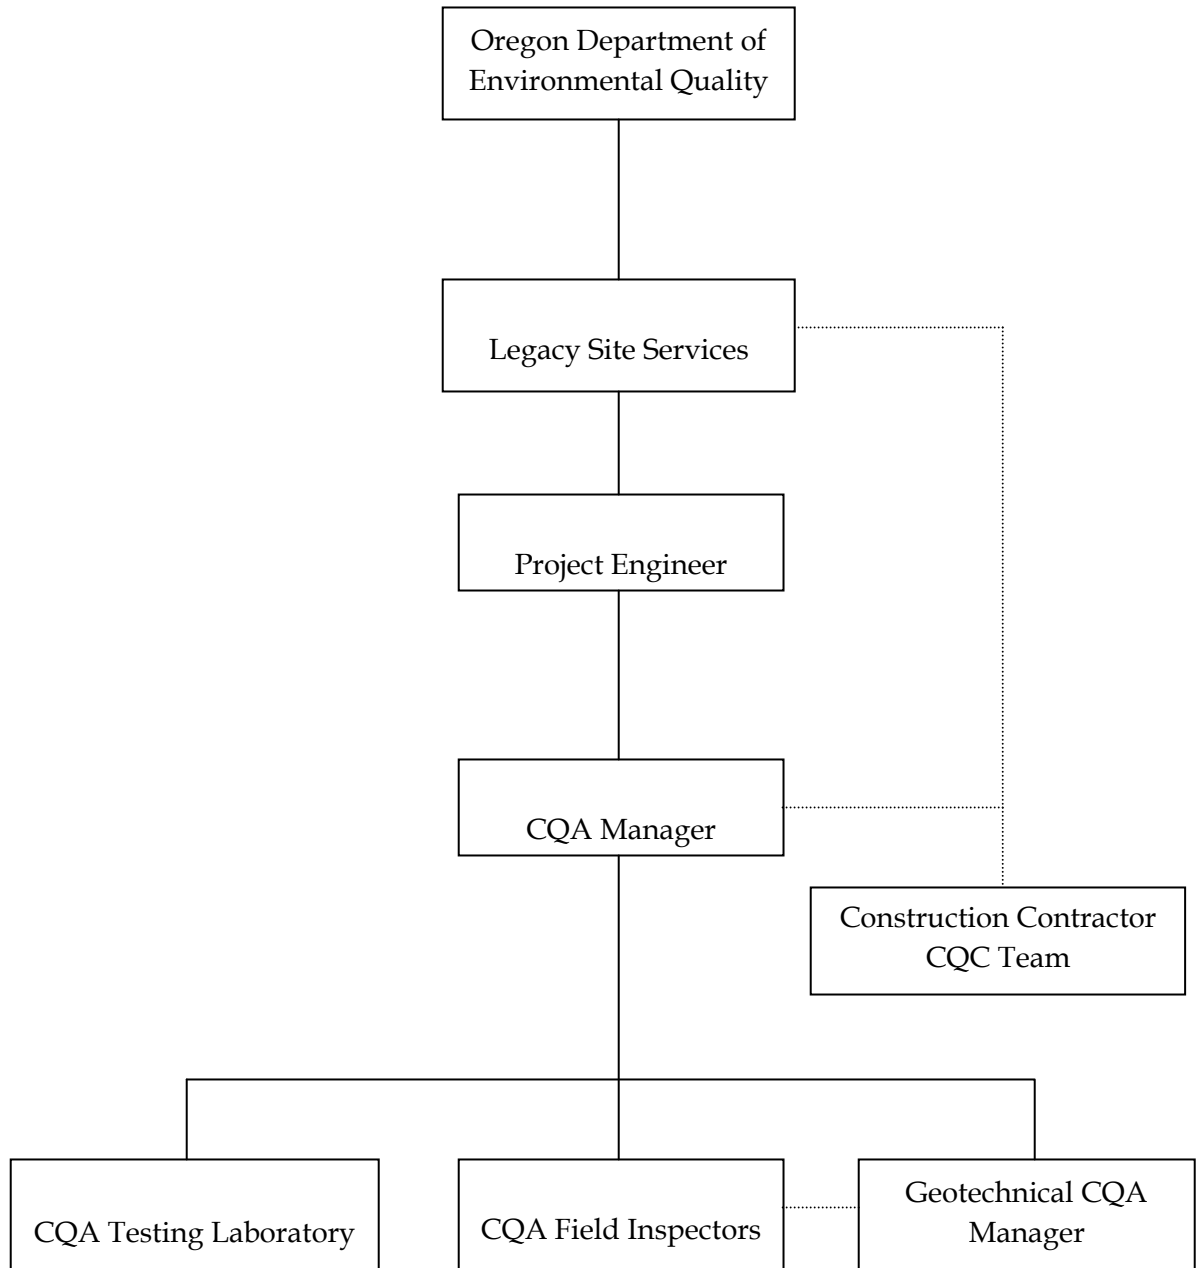 Oregon Department of
Environmental Quality
Legacy Site Services
Project Engineer
CQA Manager
Construction Contractor
CQC Team
CQA Testing Laboratory
CQA Field Inspectors
Geotechnical CQA
Manager